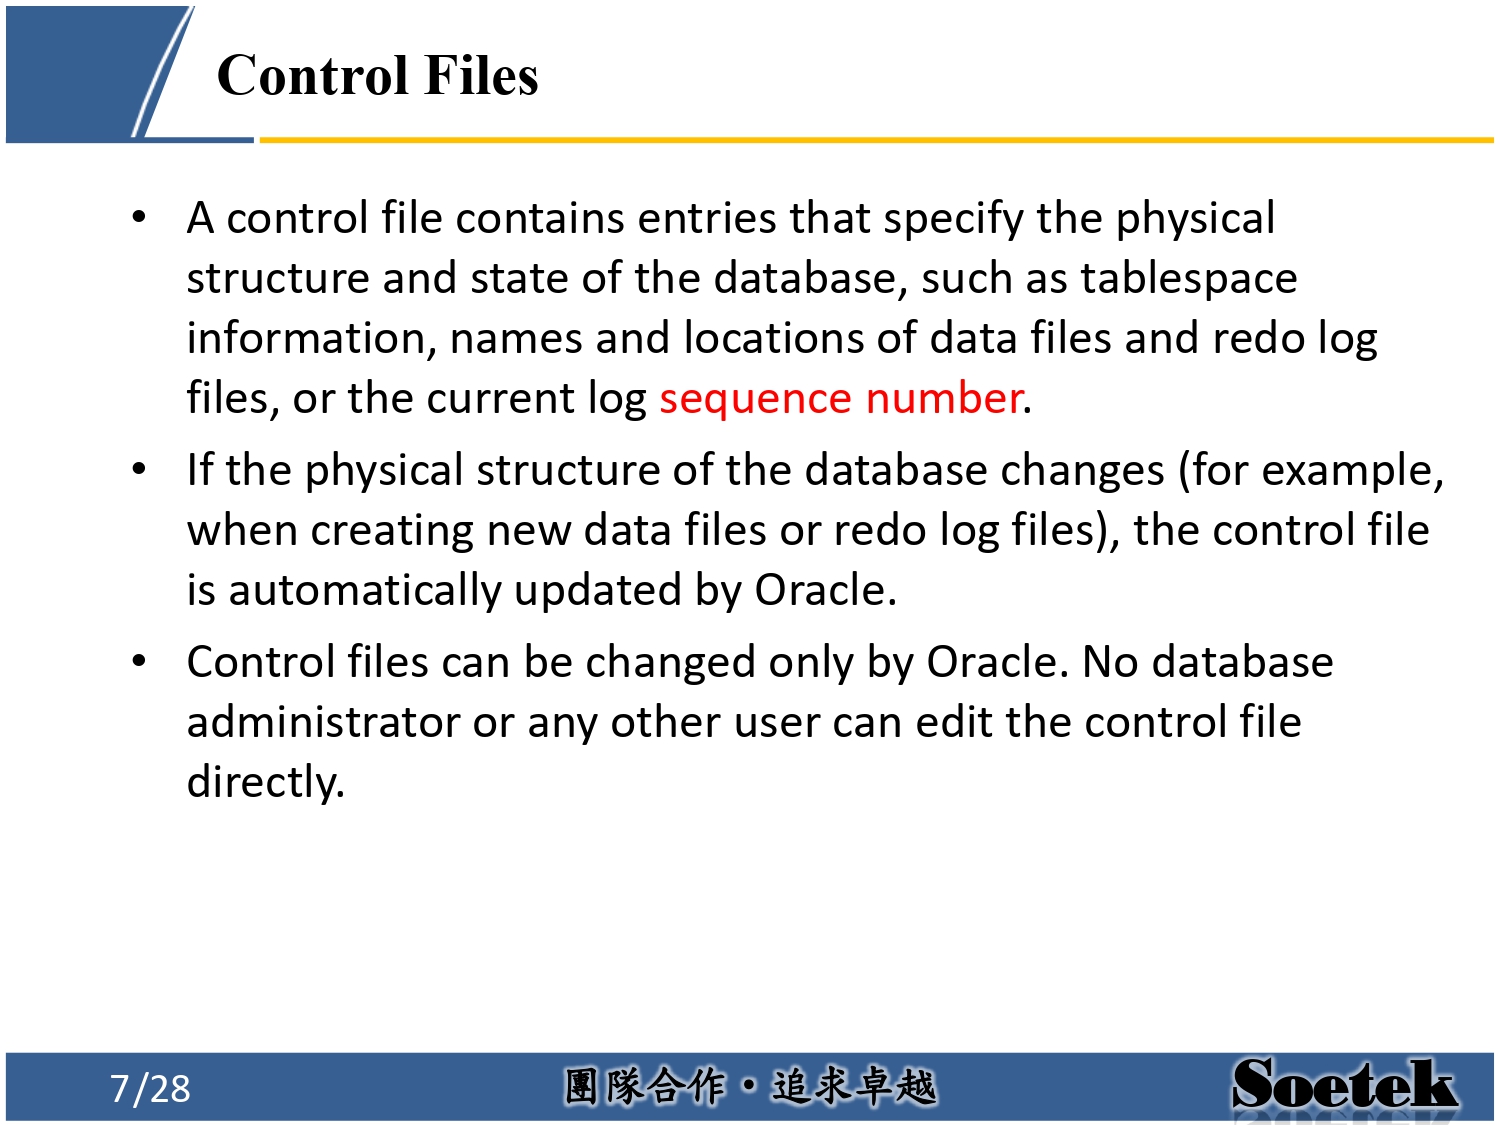 Control Files
• A control file contains entries that specify the physical
structure and state of the database, such as tablespace
information, names and locations of data files and redo log
files, or the current log sequence number.
• If the physical structure of the database changes (for example,
when creating new data files or redo log files), the control file
is automatically updated by Oracle.
• Control files can be changed only by Oracle. No database
administrator or any other user can edit the control file
directly.
7/28
團隊合作・追求卓越
Soetek